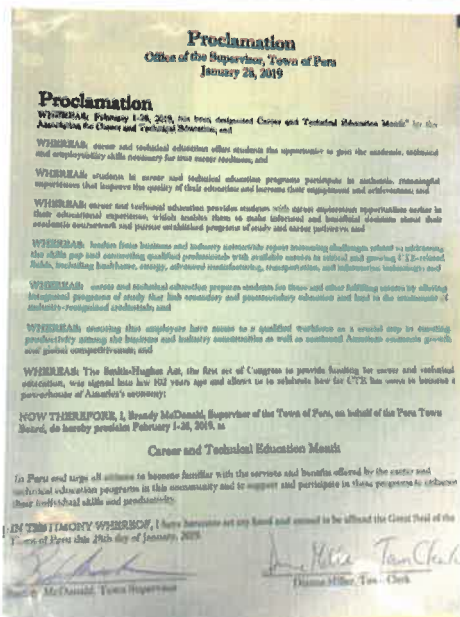 Proclamation
Office of the Supervisor, Town of Peru
January 28, 2019
Proclamation
WHEREAS: February 1-28, 2019, has been designated Career and Technical Education Month" by the
Association for Career and Technical Education; and
WHEREAS: career and technical education offers students the opportunity to gain the academic, technical
and employability skills necessary for true career readiness; and
WHEREAS: students in career and technical education programs participate in authentic, meaningful
experiences that improve the quality of their education and increase their engagement and achievement; and
WHEREAS: career and technical education provides students with career exploration opportunities earlier in
their educational experience, which enables them to make informed and beneficial decisions about their
academic coursework and pursue established programs of study and career pathways; and
WHEREAS: leaders from business and industry nationwide report increasing challenges related to addressing
the skills gap and connecting qualified professionals with available careers in critical and growing CTE-related
fields, including healthcare, energy, advanced manufacturing, transportation, and information technology; and
WHEREAS: career and technical education prepares students for these and other fulfilling careers by offering
integrated programs of study that link secondary and postsecondary education and lead to the attainment of
industry-recognized credentials; and
WHEREAS: ensuring that employers have access to a qualified workforce is a crucial step in ensuring
productivity among the business and industry communities as well as continued American economic growth
and global competitiveness; and
WHEREAS: The Smith-Hughes Act, the first act of Congress to provide funding for career and technical
education, was signed into law 102 years ago and allows us to celebrate how far CTE has come to become a
powerhouse of America's economy;
NOW THEREFORE, I, Brandy McDonald, Supervisor of the Town of Peru, on behalf of the Peru Town
Board, do hereby proclaim February 1-28, 2019, as
Career and Technical Education Month
In Peru and urge all citizens to become familiar with the services and benefits offered by the career and
technical education programs in this community and to support and participate in these programs to enhance
their individual skills and productivity.
IN TESTIMONY WHEREOF, I have hereunto set my hand and caused to be affixed the Great Seal of the
Town of Peru this 28th day of January, 2019.
Town Clerk
McDonald, Town Supervisor
Dianne Miller, Clerk